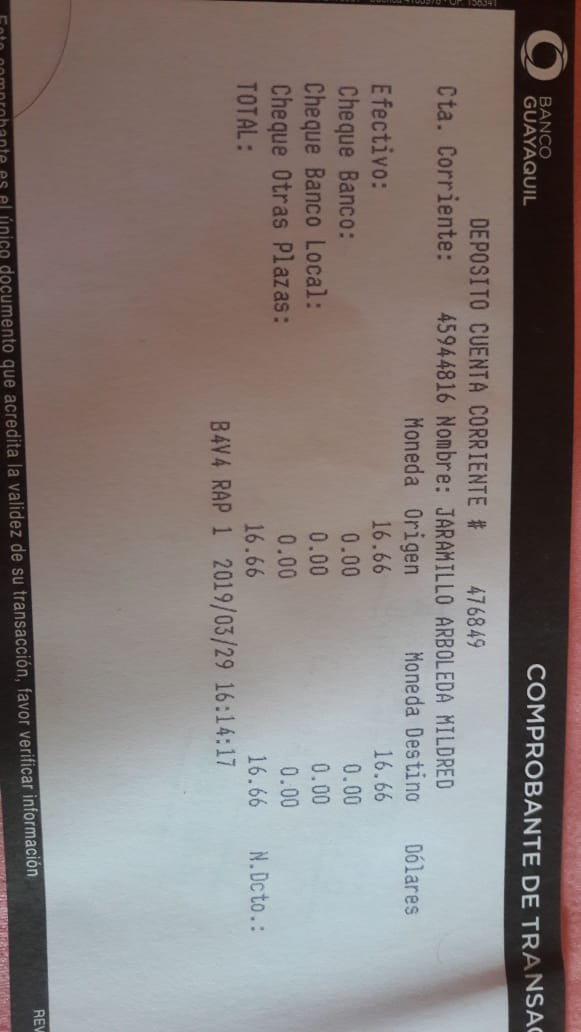 BANCO
GUAYAQUIL
COMPROBANTE DE TRANSA
DEPOSITO CUENTA CORRIENTE # 476849
Cta. Corriente: 45944816 Nombre: JARAMILLO ARBOLEDA MILDRED
Moneda Origen Moneda Destino Dólares
Efectivo: 16.66 16.66
Cheque Banco: 0.00 0.00
Cheque Banco Local: 0.00 0.00
Cheque Otras Plazas: 0.00 0.00
TOTAL: 16.66 16.66 N.Dcto.:
B4V4 RAP 1 2019/03/29 16:14:17
Este comprobante es el único documento que acredita la validez de su transacción, favor verificar información
REV